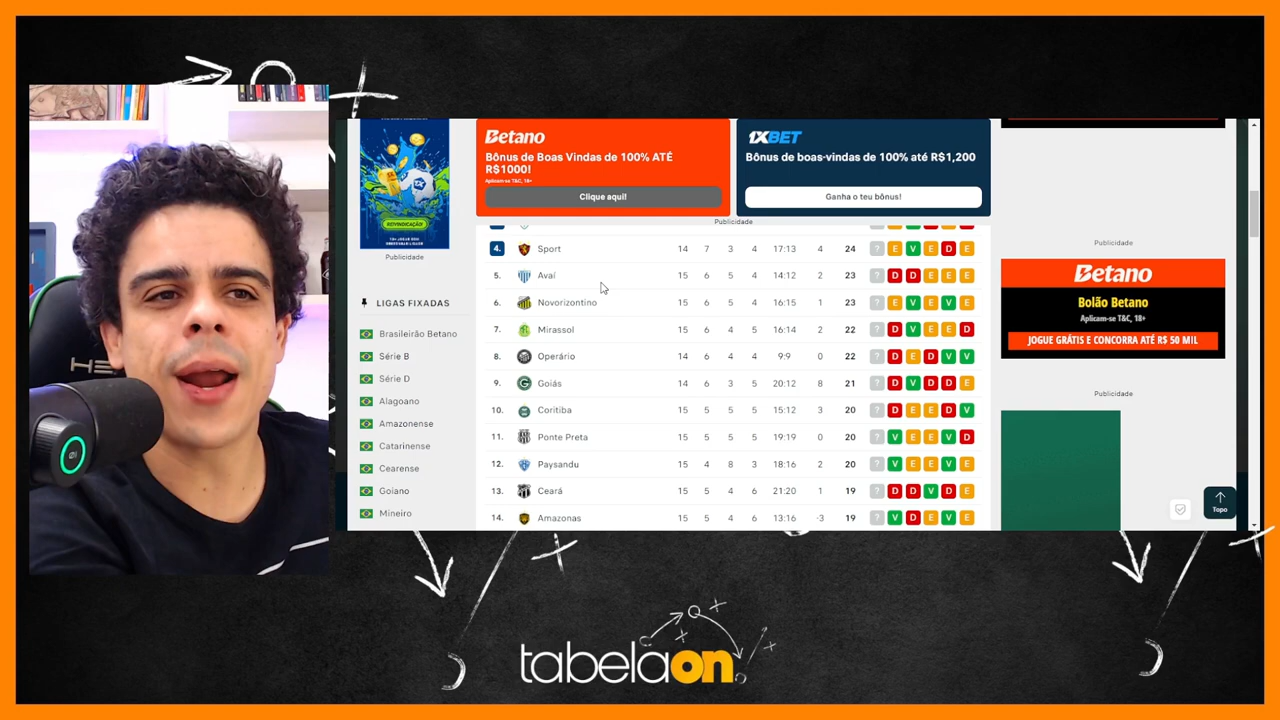 Betano
Bônus de Boas Vindas de 100% ATÉ
R$1000!
Aplicam-se T&C, 18+
Clique aqui!
1XBET
Bônus de boas-vindas de 100% até R$1,200
Ganha o teu bônus!
Publicidade
REIVINDICAÇÃO
Publicidade
LIGAS FIXADAS
Brasileirão Betano
Série B
Série D
Alagoano
Amazonense
Catarinense
Cearense
Goiano
Mineiro
4. Sport 14 7 3 4 17:13 4 24 ? E V E D E
5. Avaí 15 6 5 4 14:12 2 23 ? D D E E E
6. Novorizontino 15 6 5 4 16:15 1 23 ? E V E V E
7. Mirassol 15 6 4 5 16:14 2 22 ? D V E E D
8. Operário 14 6 4 4 9:9 0 22 ? D E D V V
9. Goiás 14 6 3 5 20:12 8 21 ? D V D D E
10. Coritiba 15 5 5 5 15:12 3 20 ? D E E D V
11. Ponte Preta 15 5 5 5 19:19 0 20 ? V E E V D
12. Paysandu 15 4 8 3 18:16 2 20 ? V E E V E
13. Ceará 15 5 4 6 21:20 1 19 ? D D V D E
14. Amazonas 15 5 4 6 13:16 -3 19 ? V D E V E
Publicidade
Betano
Bolão Betano
Aplicam-se T&C, 18+
JOGUE GRÁTIS E CONCORRA ATÉ R$ 50 MIL
Publicidade
Topo
tabelaon